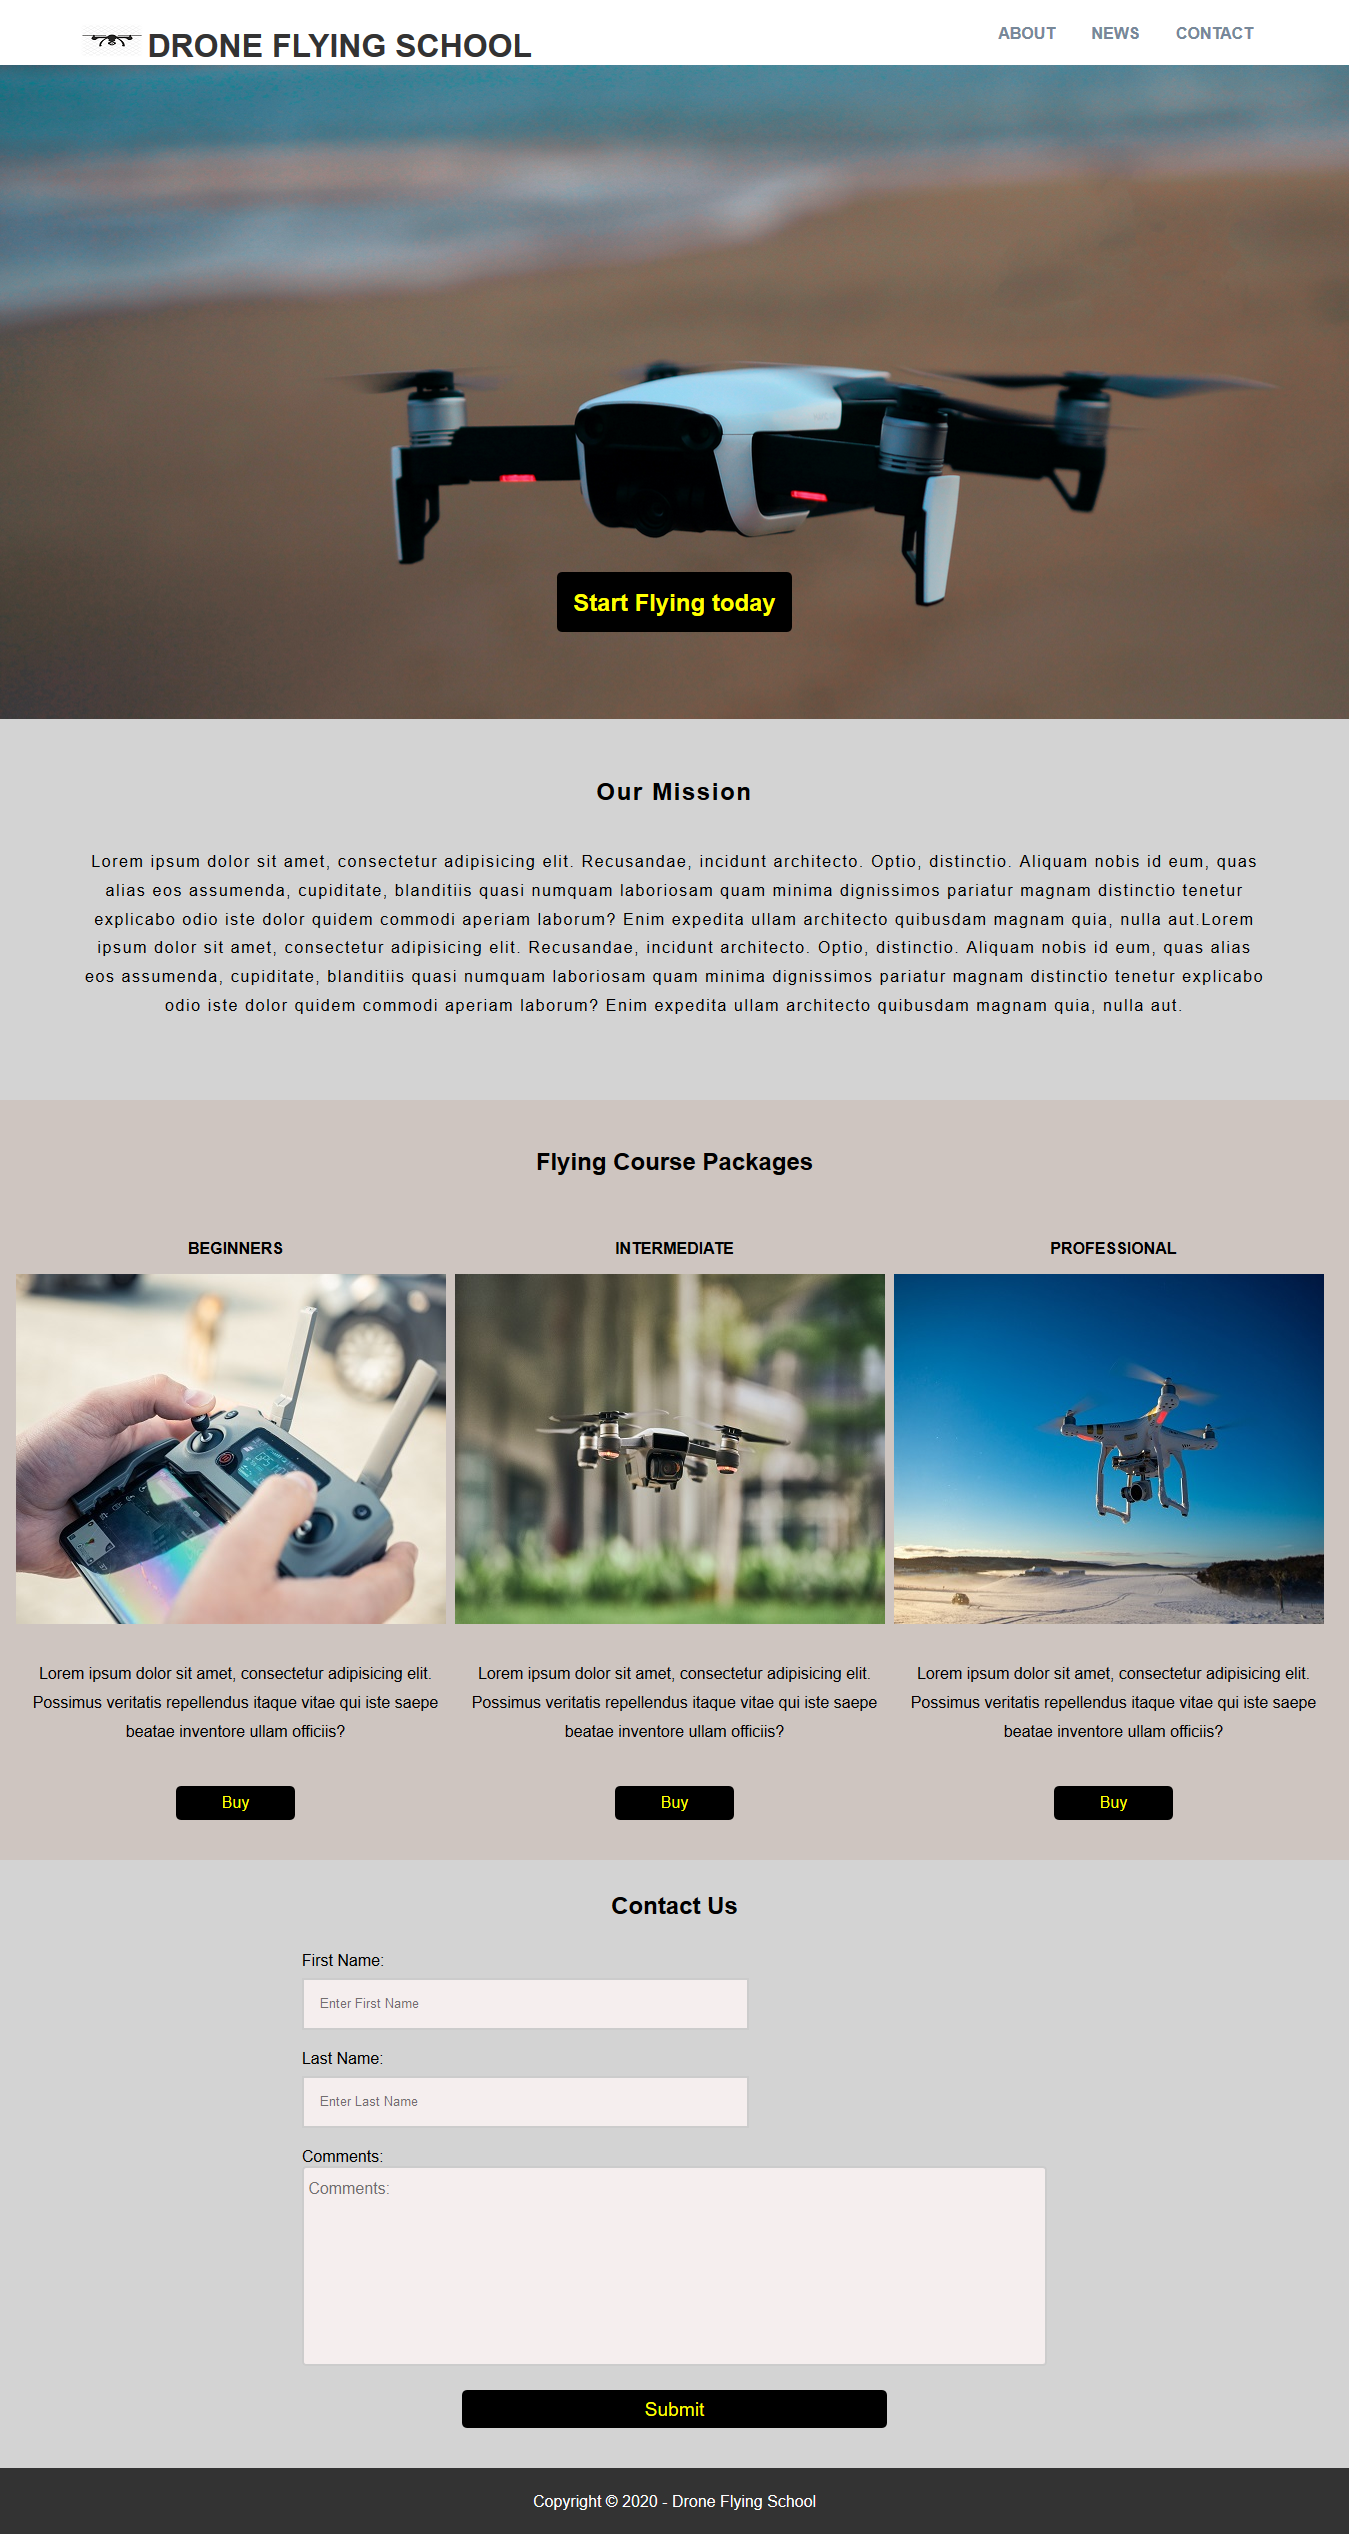 DRONE FLYING SCHOOL
ABOUT NEWS CONTACT
Start Flying today
Our Mission
Lorem ipsum dolor sit amet, consectetur adipisicing elit. Recusandae, incidunt architecto. Optio, distinctio. Aliquam nobis id eum, quas
alias eos assumenda, cupiditate, blanditiis quasi numquam laboriosam quam minima dignissimos pariatur magnam distinctio tenetur
explicabo odio iste dolor quidem commodi aperiam laborum? Enim expedita ullam architecto quibusdam magnam quia, nulla aut.Lorem
ipsum dolor sit amet, consectetur adipisicing elit. Recusandae, incidunt architecto. Optio, distinctio. Aliquam nobis id eum, quas alias
eos assumenda, cupiditate, blanditiis quasi numquam laboriosam quam minima dignissimos pariatur magnam distinctio tenetur explicabo
odio iste dolor quidem commodi aperiam laborum? Enim expedita ullam architecto quibusdam magnam quia, nulla aut.
Flying Course Packages
BEGINNERS
Lorem ipsum dolor sit amet, consectetur adipisicing elit.
Possimus veritatis repellendus itaque vitae qui iste saepe
beatae inventore ullam officiis?
Buy
INTERMEDIATE
Lorem ipsum dolor sit amet, consectetur adipisicing elit.
Possimus veritatis repellendus itaque vitae qui iste saepe
beatae inventore ullam officiis?
Buy
PROFESSIONAL
Lorem ipsum dolor sit amet, consectetur adipisicing elit.
Possimus veritatis repellendus itaque vitae qui iste saepe
beatae inventore ullam officiis?
Buy
Contact Us
First Name:
Enter First Name
Last Name:
Enter Last Name
Comments:
Comments:
Submit
Copyright © 2020 - Drone Flying School